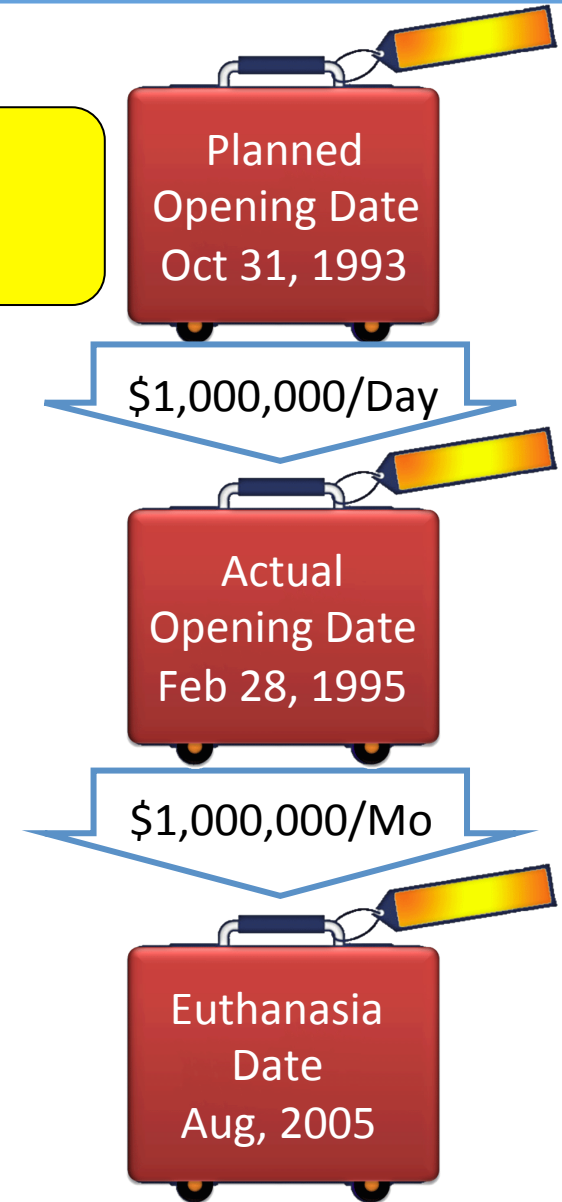 Planned
Opening Date
Oct 31, 1993
$1,000,000/Day
Actual
Opening Date
Feb 28, 1995
$1,000,000/Mo
Euthanasia
Date
Aug, 2005